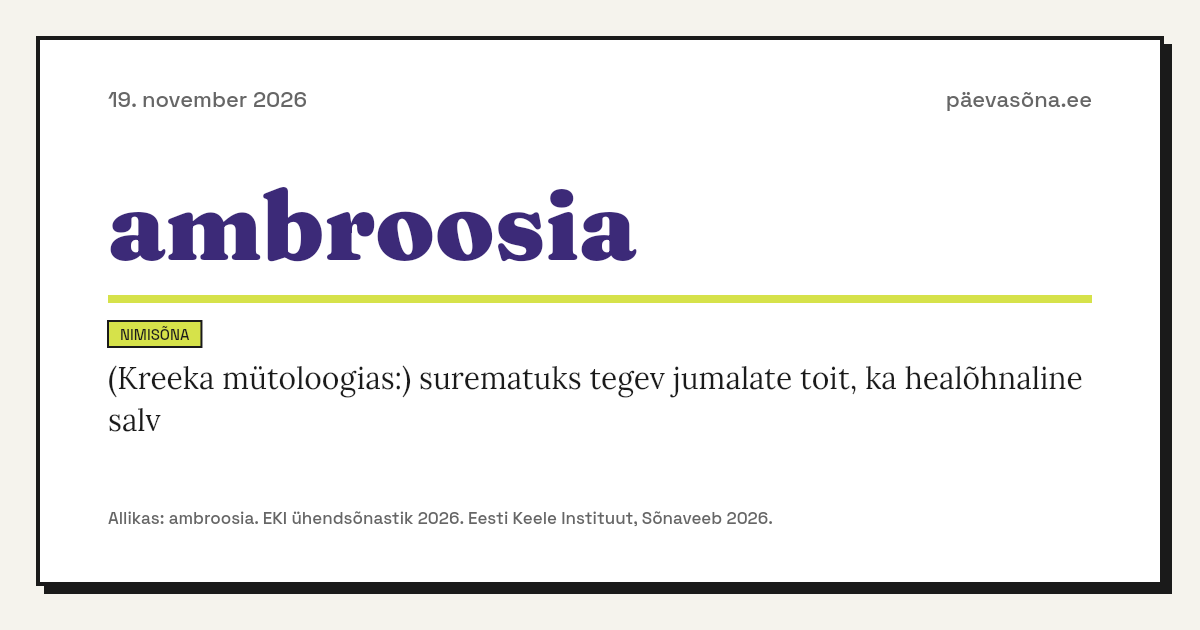 19. november 2026
päevasõna.ee
ambroosia
NIMISÕNA
(Kreeka mütoloogias:) surematuks tegev jumalate toit, ka healõhnaline
salv
Allikas: ambroosia. EKI ühendsõnastik 2026. Eesti Keele Instituut, Sõnaveeb 2026.